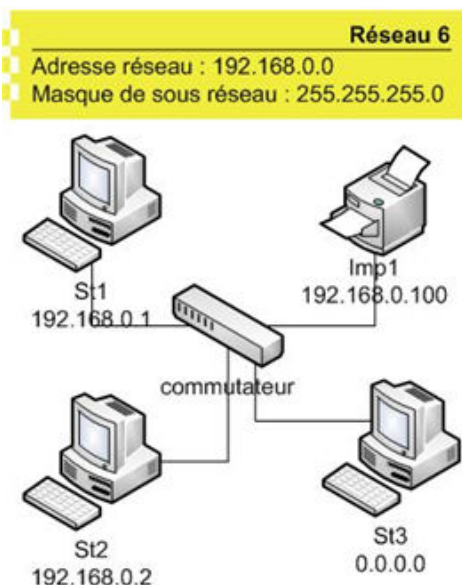 Réseau 6
Adresse réseau : 192.168.0.0
Masque de sous réseau : 255.255.255.0
St1
192.168.0.1
Imp1
192.168.0.100
commutateur
St2
192.168.0.2
St3
0.0.0.0